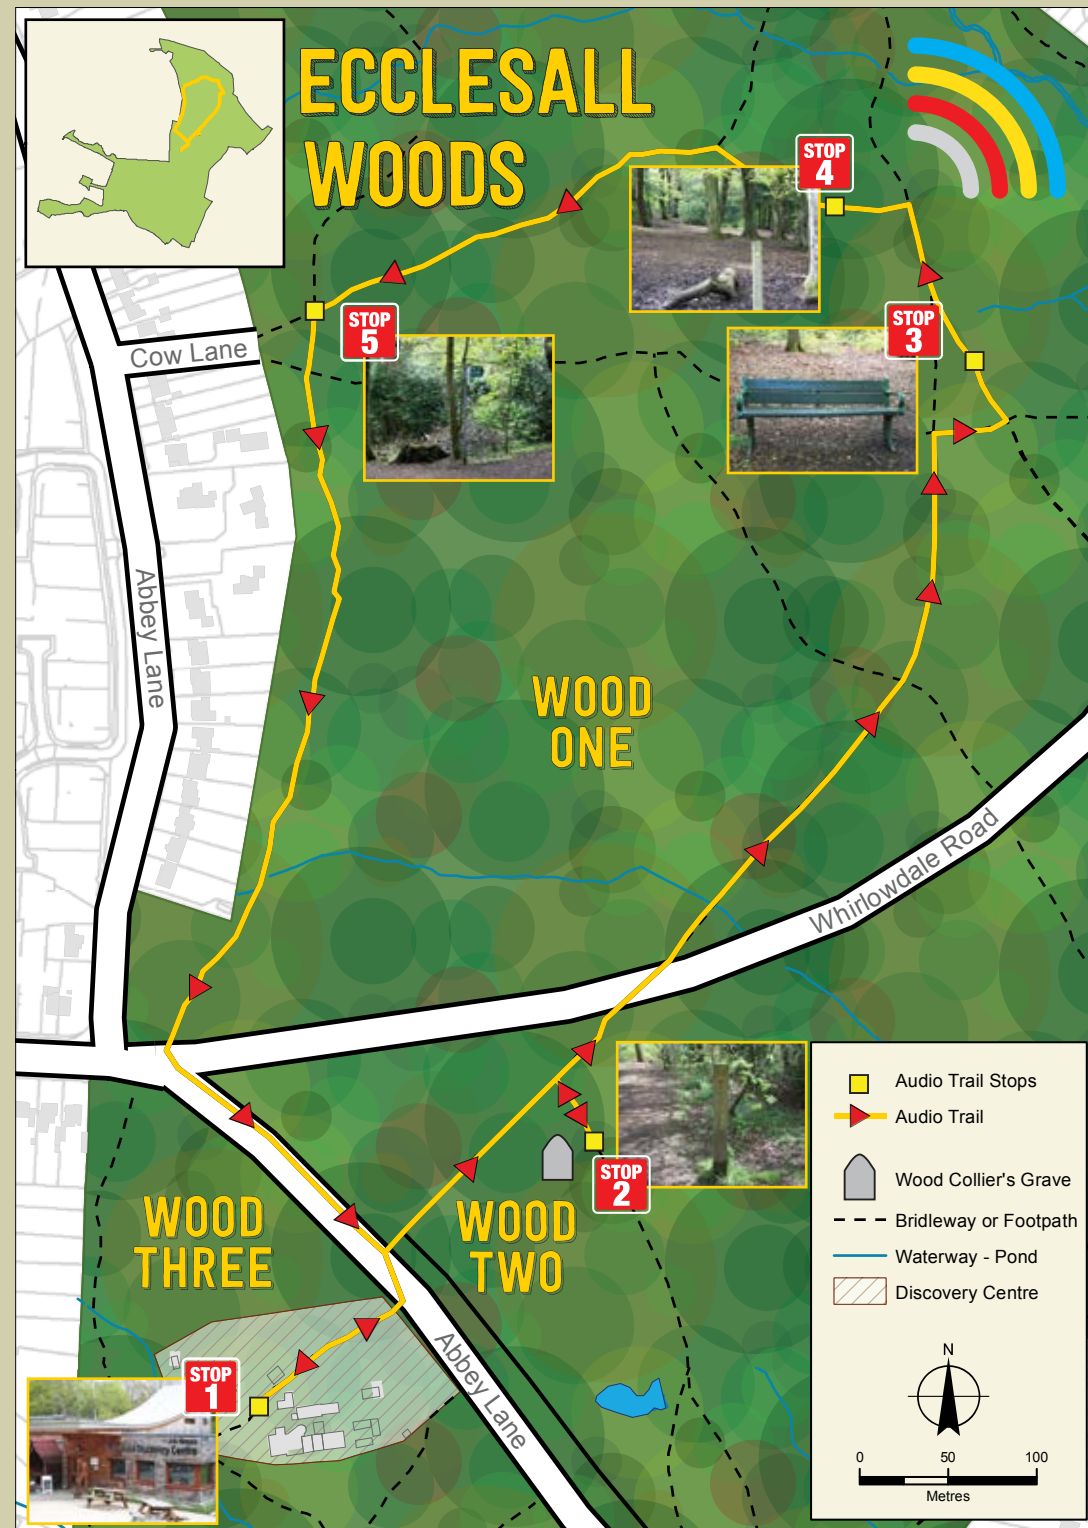 ECCLESALL
WOODS
STOP
4
STOP
3
STOP
5
Cow Lane
Abbey Lane
WOOD
ONE
Whirlowdale Road
STOP
2
WOOD
THREE
WOOD
TWO
STOP
1
Abbey Lane
Discovery Centre
Audio Trail Stops
Audio Trail
Wood Collier's Grave
Bridleway or Footpath
Waterway - Pond
Discovery Centre
N
0 50 100
Metres